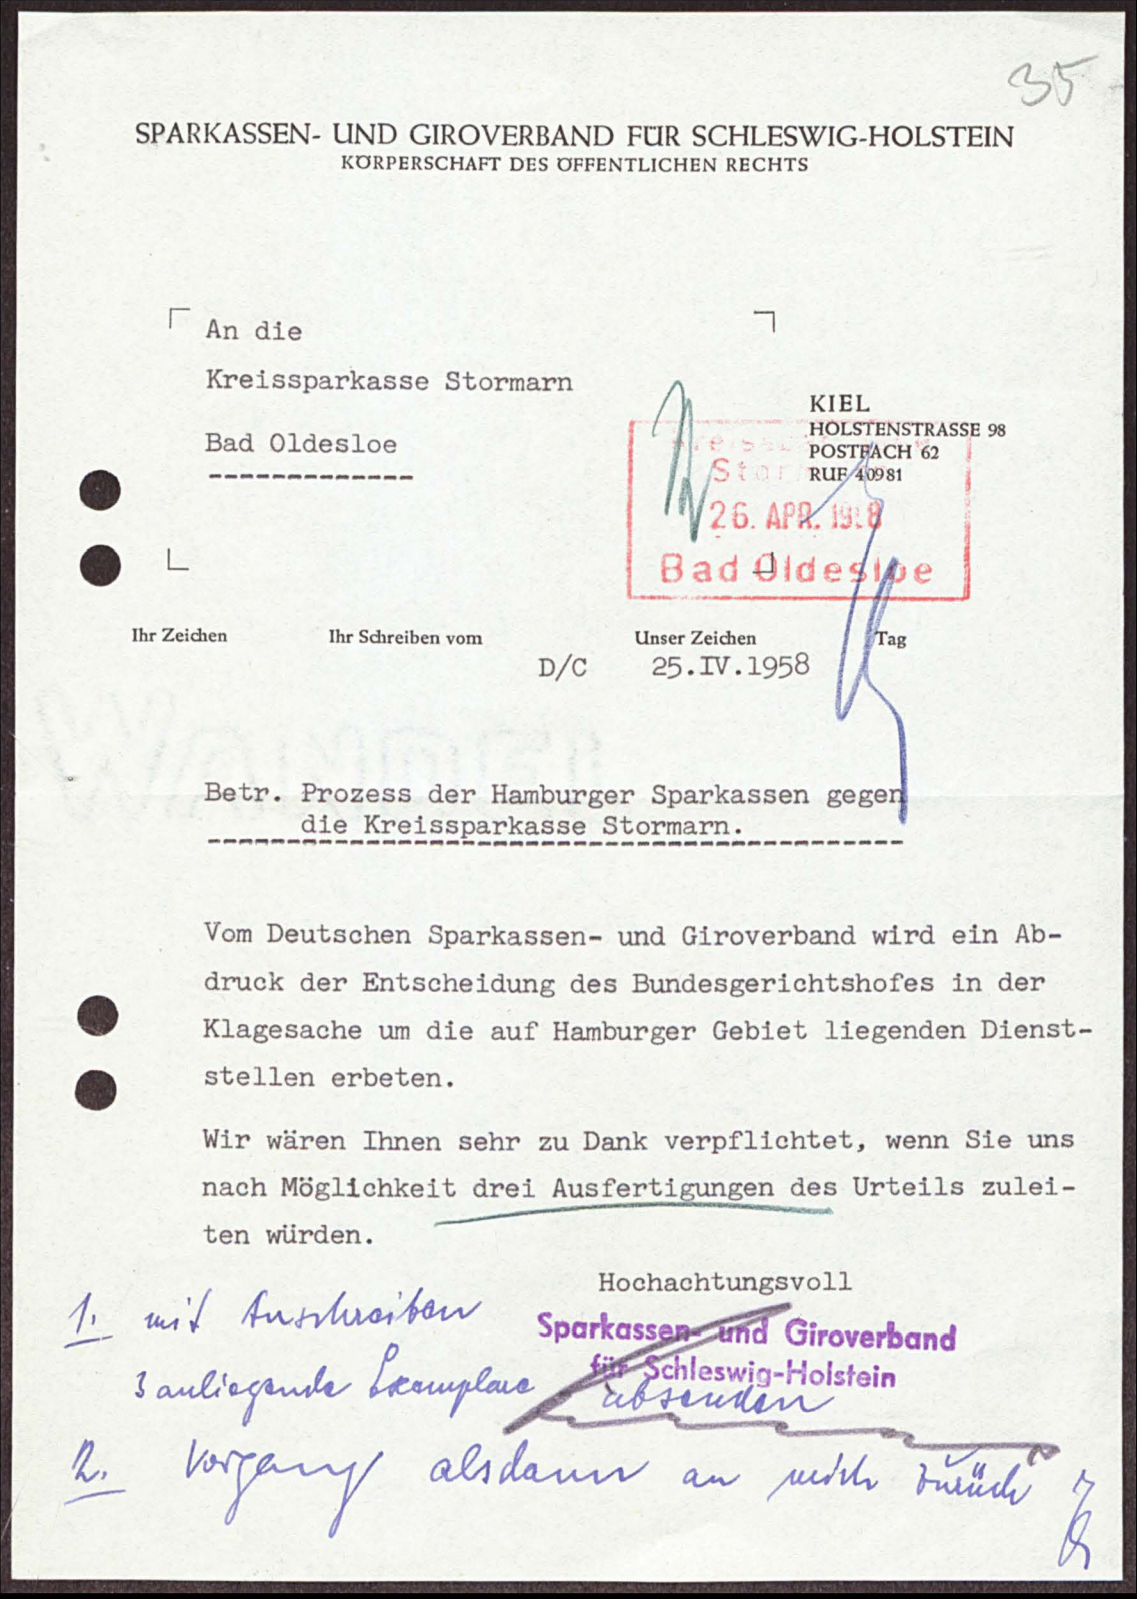 35
SPARKASSEN- UND GIROVERBAND FÜR SCHLESWIG-HOLSTEIN
KÖRPERSCHAFT DES ÖFFENTLICHEN RECHTS
An die
Kreissparkasse Stormarn
Bad Oldesloe
KIEL
HOLSTENSTRASSE 98
POSTFACH 62
RUF 40981
26. APR. 1958
Bad Oldesloe
Ihr Zeichen Ihr Schreiben vom Unser Zeichen Tag
D/C 25.IV.1958
Betr. Prozess der Hamburger Sparkassen gegen
die Kreissparkasse Stormarn.
Vom Deutschen Sparkassen- und Giroverband wird ein Ab-
druck der Entscheidung des Bundesgerichtshofes in der
Klagesache um die auf Hamburger Gebiet liegenden Dienst-
stellen erbeten.
Wir wären Ihnen sehr zu Dank verpflichtet, wenn Sie uns
nach Möglichkeit drei Ausfertigungen des Urteils zulei-
ten würden.
Hochachtungsvoll
Sparkassen- und Giroverband
für Schleswig-Holstein
1. mit Anschreiben
3 anliegende Exemplare absenden
2. Vorgang alsdann an mich zurück